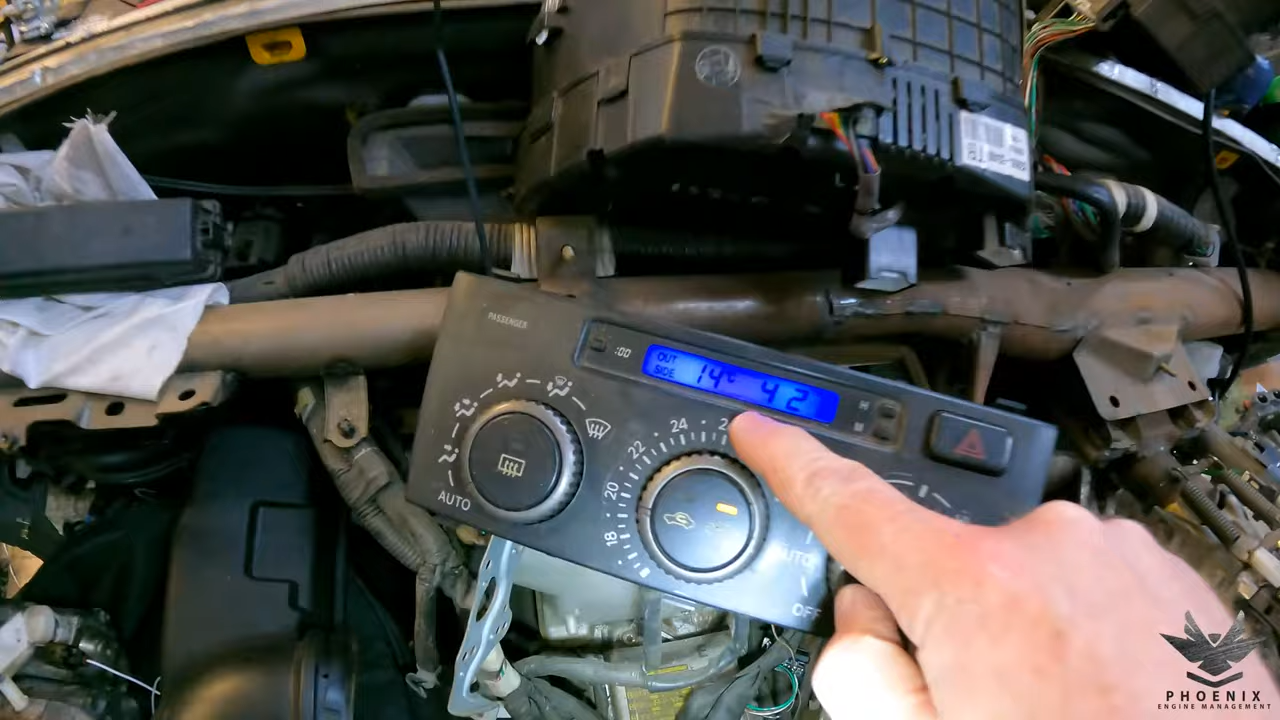 PASSENGER
:00
OUT
SIDE 14°C 42
H
M
24
22
20
18
AUTO
AUTO
OFF
PHOENIX
ENGINE MANAGEMENT